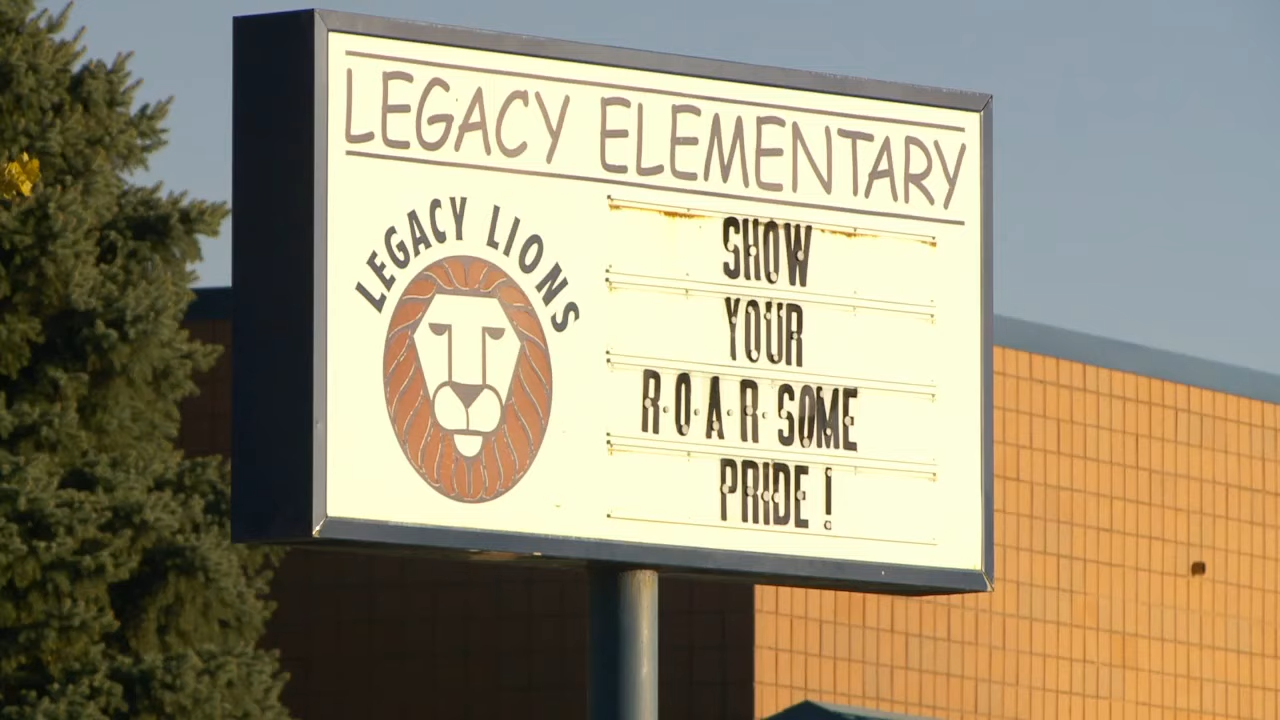 LEGACY ELEMENTARY
LEGACY LIONS
SHOW
YOUR
R.O.A.R.SOME
PRIDE!